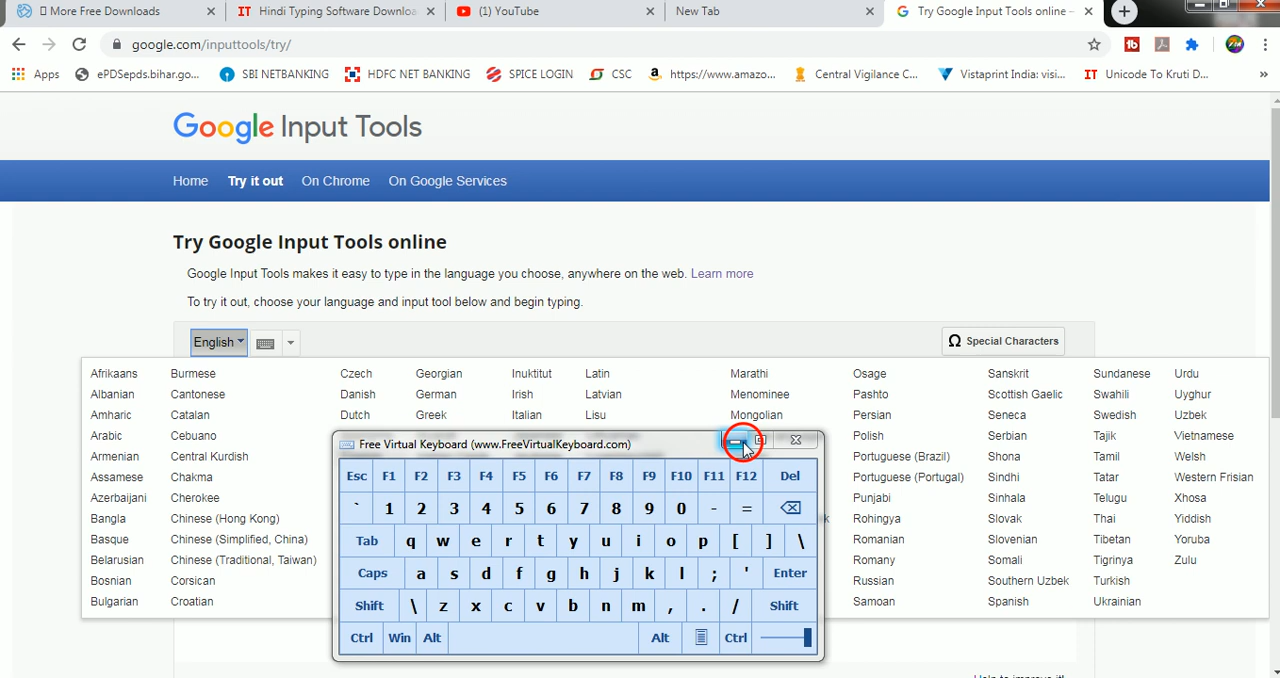 More Free Downloads
Hindi Typing Software Downloa
(1) YouTube
New Tab
Try Google Input Tools online –
google.com/inputtools/try/
Apps
ePDSepds.bihar.go...
SBI NETBANKING
HDFC NET BANKING
SPICE LOGIN
CSC
https://www.amazo...
Central Vigilance C...
Vistaprint India: visi...
IT Unicode To Kruti D...
Google Input Tools
Home Try it out On Chrome On Google Services
Try Google Input Tools online
Google Input Tools makes it easy to type in the language you choose, anywhere on the web. Learn more
To try it out, choose your language and input tool below and begin typing.
English
Ω Special Characters
Afrikaans Burmese Czech Georgian Inuktitut Latin Marathi Osage Sanskrit Sundanese Urdu
Albanian Cantonese Danish German Irish Latvian Menominee Pashto Scottish Gaelic Swahili Uyghur
Amharic Catalan Dutch Greek Italian Lisu Mongolian Persian Seneca Swedish Uzbek
Arabic Cebuano Polish Serbian Tajik Vietnamese
Armenian Central Kurdish Portuguese (Brazil) Shona Tamil Welsh
Assamese Chakma Portuguese (Portugal) Sindhi Tatar Western Frisian
Azerbaijani Cherokee Punjabi Sinhala Telugu Xhosa
Bangla Chinese (Hong Kong) Rohingya Slovak Thai Yiddish
Basque Chinese (Simplified, China) Romanian Slovenian Tibetan Yoruba
Belarusian Chinese (Traditional, Taiwan) Romany Somali Tigrinya Zulu
Bosnian Corsican Russian Southern Uzbek Turkish
Bulgarian Croatian Samoan Spanish Ukrainian
Free Virtual Keyboard (www.FreeVirtualKeyboard.com)
Esc F1 F2 F3 F4 F5 F6 F7 F8 F9 F10 F11 F12 Del
` 1 2 3 4 5 6 7 8 9 0 - =
Tab q w e r t y u i o p [ ] \
Caps a s d f g h j k l ; ' Enter
Shift \ z x c v b n m , . / Shift
Ctrl Win Alt Alt Ctrl